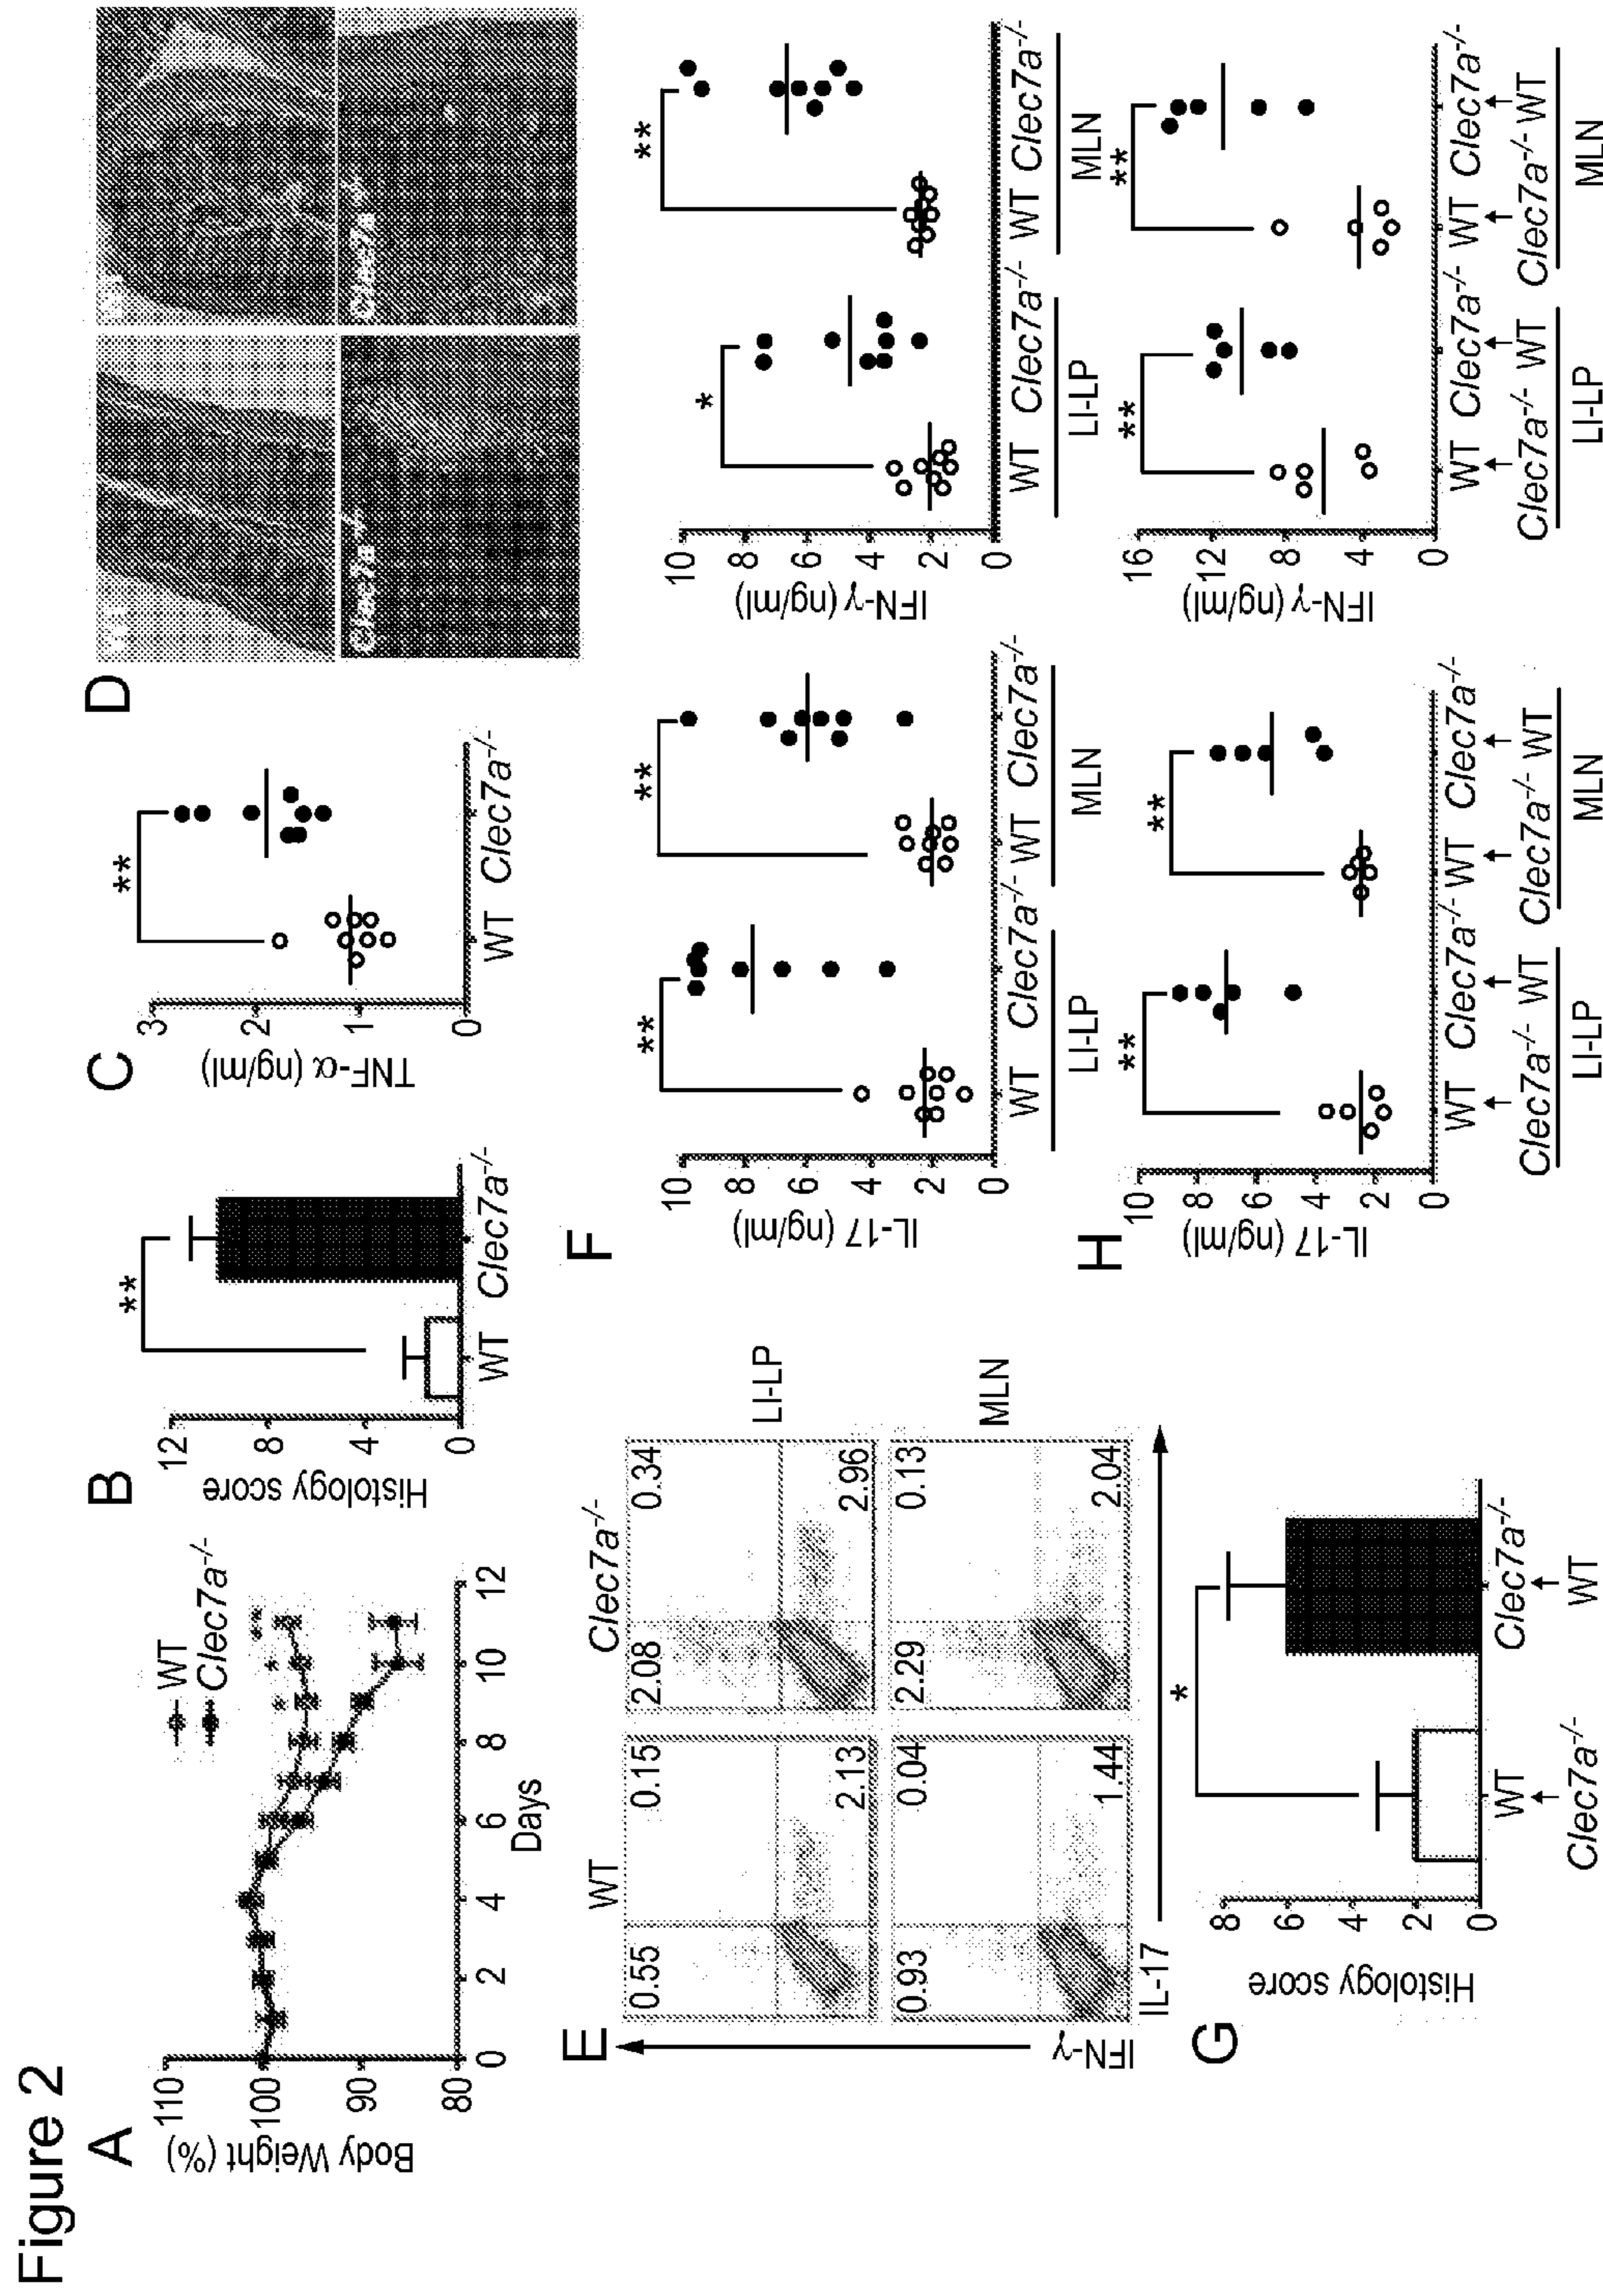 Figure 2
A
Body Weight (%)
110
100
90
80
0 2 4 6 8 10 12
Days
WT
Clec7a-/-
B
Histology score
12
8
4
0
**
WT Clec7a-/-
C
TNF-α (ng/ml)
3
2
1
0
**
WT Clec7a-/-
D
Clec7a-/-
Clec7a-/-
E
WT
Clec7a-/-
0.55 0.15
2.13
2.08 0.34
2.96
LI-LP
0.93 0.04
1.44
2.29 0.13
2.04
MLN
IFN-γ
IL-17
F
IL-17 (ng/ml)
10
8
6
4
2
0
**
**
WT Clec7a-/- WT Clec7a-/-
LI-LP MLN
IFN-γ (ng/ml)
10
8
6
4
2
0
*
**
WT Clec7a-/- WT Clec7a-/-
LI-LP MLN
G
Histology score
8
6
4
2
0
*
WT Clec7a-/-
↑ ↑
Clec7a-/- WT
H
IL-17 (ng/ml)
10
8
6
4
2
0
**
**
WT Clec7a-/- WT Clec7a-/-
↑ ↑ ↑ ↑
Clec7a-/- WT Clec7a-/- WT
LI-LP MLN
IFN-γ (ng/ml)
16
12
8
4
0
**
**
WT Clec7a-/- WT Clec7a-/-
↑ ↑ ↑ ↑
Clec7a-/- WT Clec7a-/- WT
LI-LP MLN